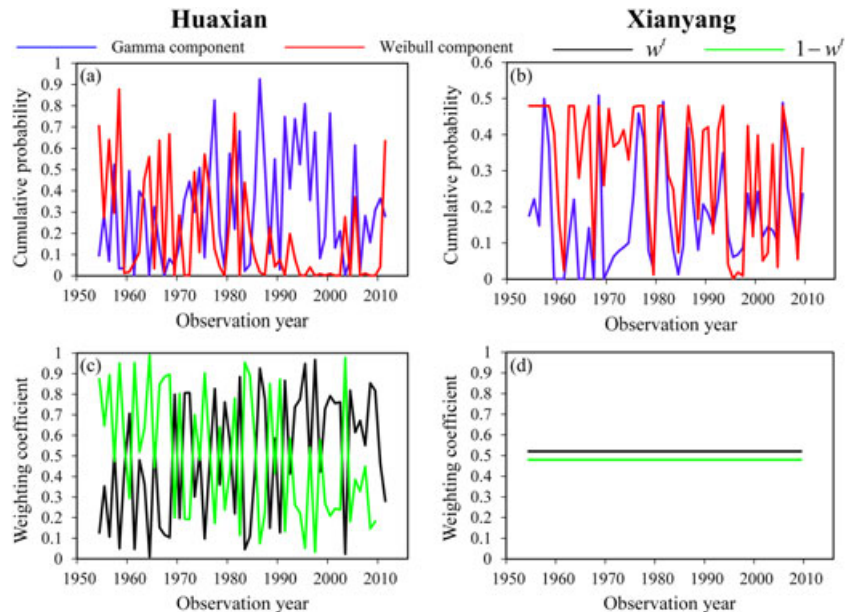 Huaxian Xianyang
Gamma component Weibull component w^t 1-w^t
(a)
Cumulative probability
1
0.9
0.8
0.7
0.6
0.5
0.4
0.3
0.2
0.1
0
1950 1960 1970 1980 1990 2000 2010
Observation year
(b)
Cumulative probability
0.6
0.5
0.4
0.3
0.2
0.1
0
1950 1960 1970 1980 1990 2000 2010
Observation year
(c)
Weighting coefficient
1
0.9
0.8
0.7
0.6
0.5
0.4
0.3
0.2
0.1
0
1950 1960 1970 1980 1990 2000 2010
Observation year
(d)
Weighting coefficient
1
0.9
0.8
0.7
0.6
0.5
0.4
0.3
0.2
0.1
0
1950 1960 1970 1980 1990 2000 2010
Observation year